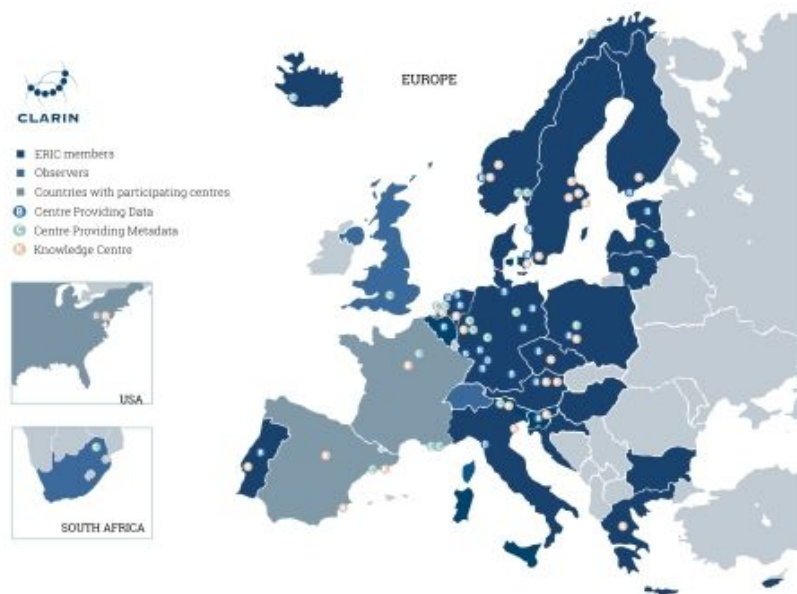 EUROPE
CLARIN
ERIC members
Observers
Countries with participating centres
B Centre Providing Data
C Centre Providing Metadata
K Knowledge Centre
USA
SOUTH AFRICA